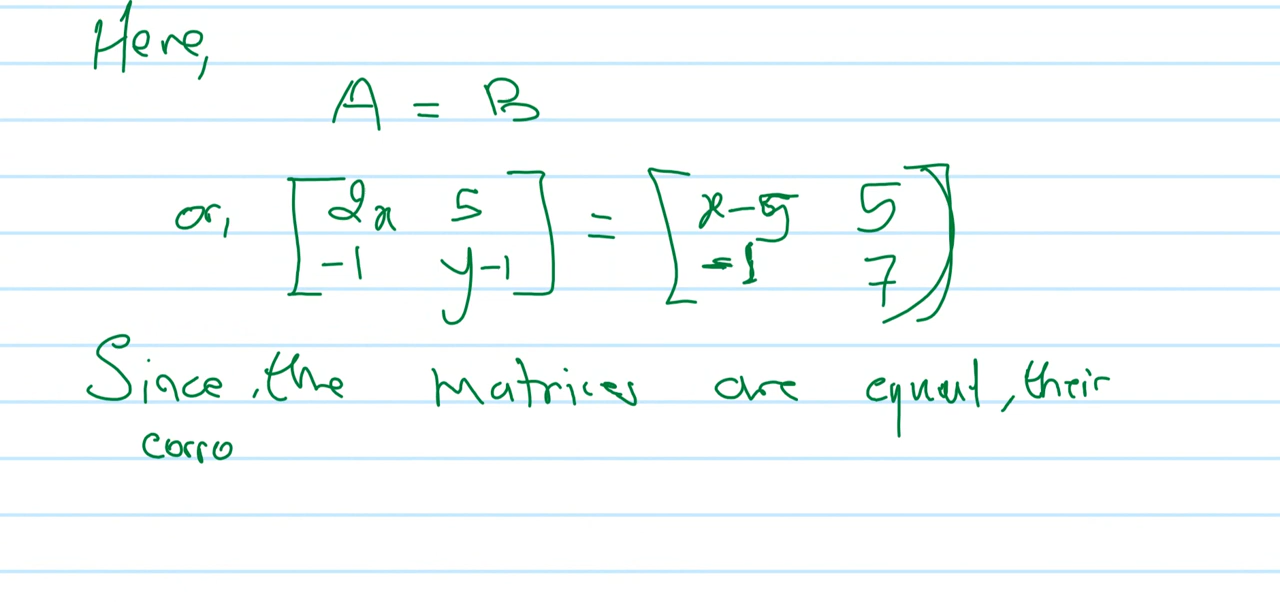 Here,
A = B
or, [2x 5 -1 y-1] = [x-5 5 -1 7]
Since, the matrices are equal, their
corro